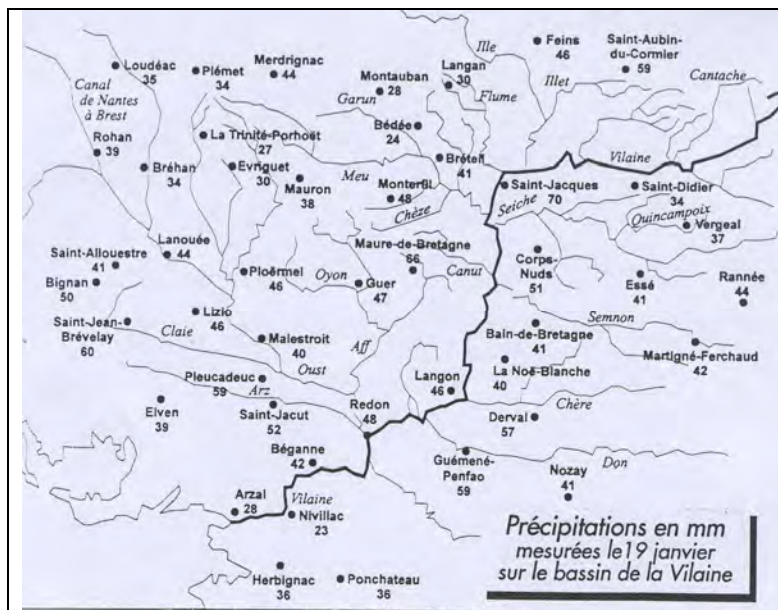 Loudéac
35
Plémet
34
Merdrignac
44
Montauban
28
Langan
30
Ille
Feins
46
Saint-Aubin-
du-Cormier
59
Cantache
Illet
Flume
Garun
Canal
de Nantes
à Brest
Rohan
39
La Trinité-Porhoët
27
Bédée
24
Bréhan
34
Evriguet
30
Mauron
38
Meu
Breteil
41
Vilaine
Monterfil
48
Chèze
Saint-Jacques
70
Seiche
Saint-Didier
34
Quincampoix
Vergeal
37
Saint-Allouestre
41
Lanouée
44
Maure-de-Bretagne
66
Canut
Corps-
Nuds
51
Bignan
50
Ploërmel
46
Oyon
Guer
47
Essé
41
Rannée
44
Saint-Jean-
Brévelay
60
Lizio
46
Claie
Malestroit
40
Aff
Oust
Semnon
Bain-de-Bretagne
41
Martigné-Ferchaud
42
La Noë-Blanche
40
Pleucadeuc
59
Arz
Langon
46
Elven
39
Saint-Jacut
52
Redon
48
Derval
57
Chère
Béganne
42
Guémené-
Penfao
59
Don
Nozay
41
Arzal
28
Vilaine
Nivillac
23
Herbignac
36
Ponchateau
36
Précipitations en mm
mesurées le19 janvier
sur le bassin de la Vilaine